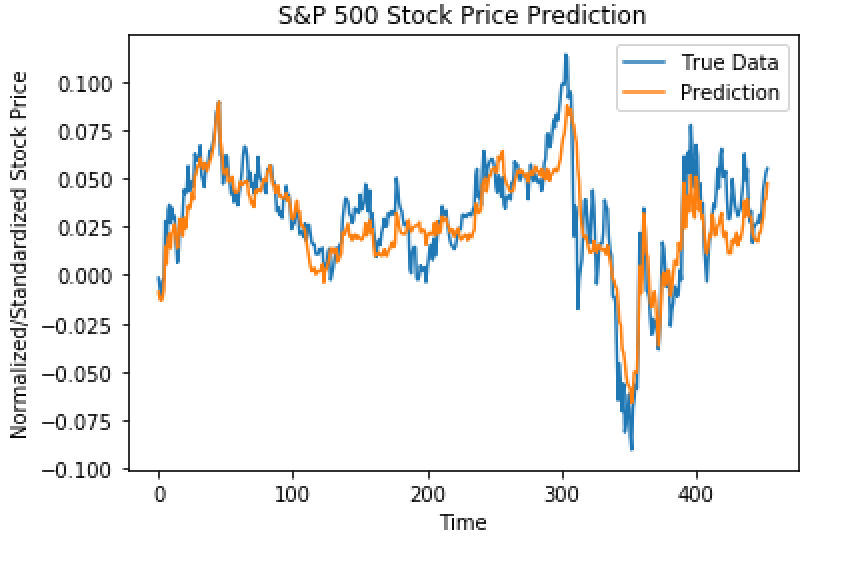 S&P 500 Stock Price Prediction
True Data
Prediction
Normalized/Standardized Stock Price
0.100
0.075
0.050
0.025
0.000
−0.025
−0.050
−0.075
−0.100
0 100 200 300 400
Time